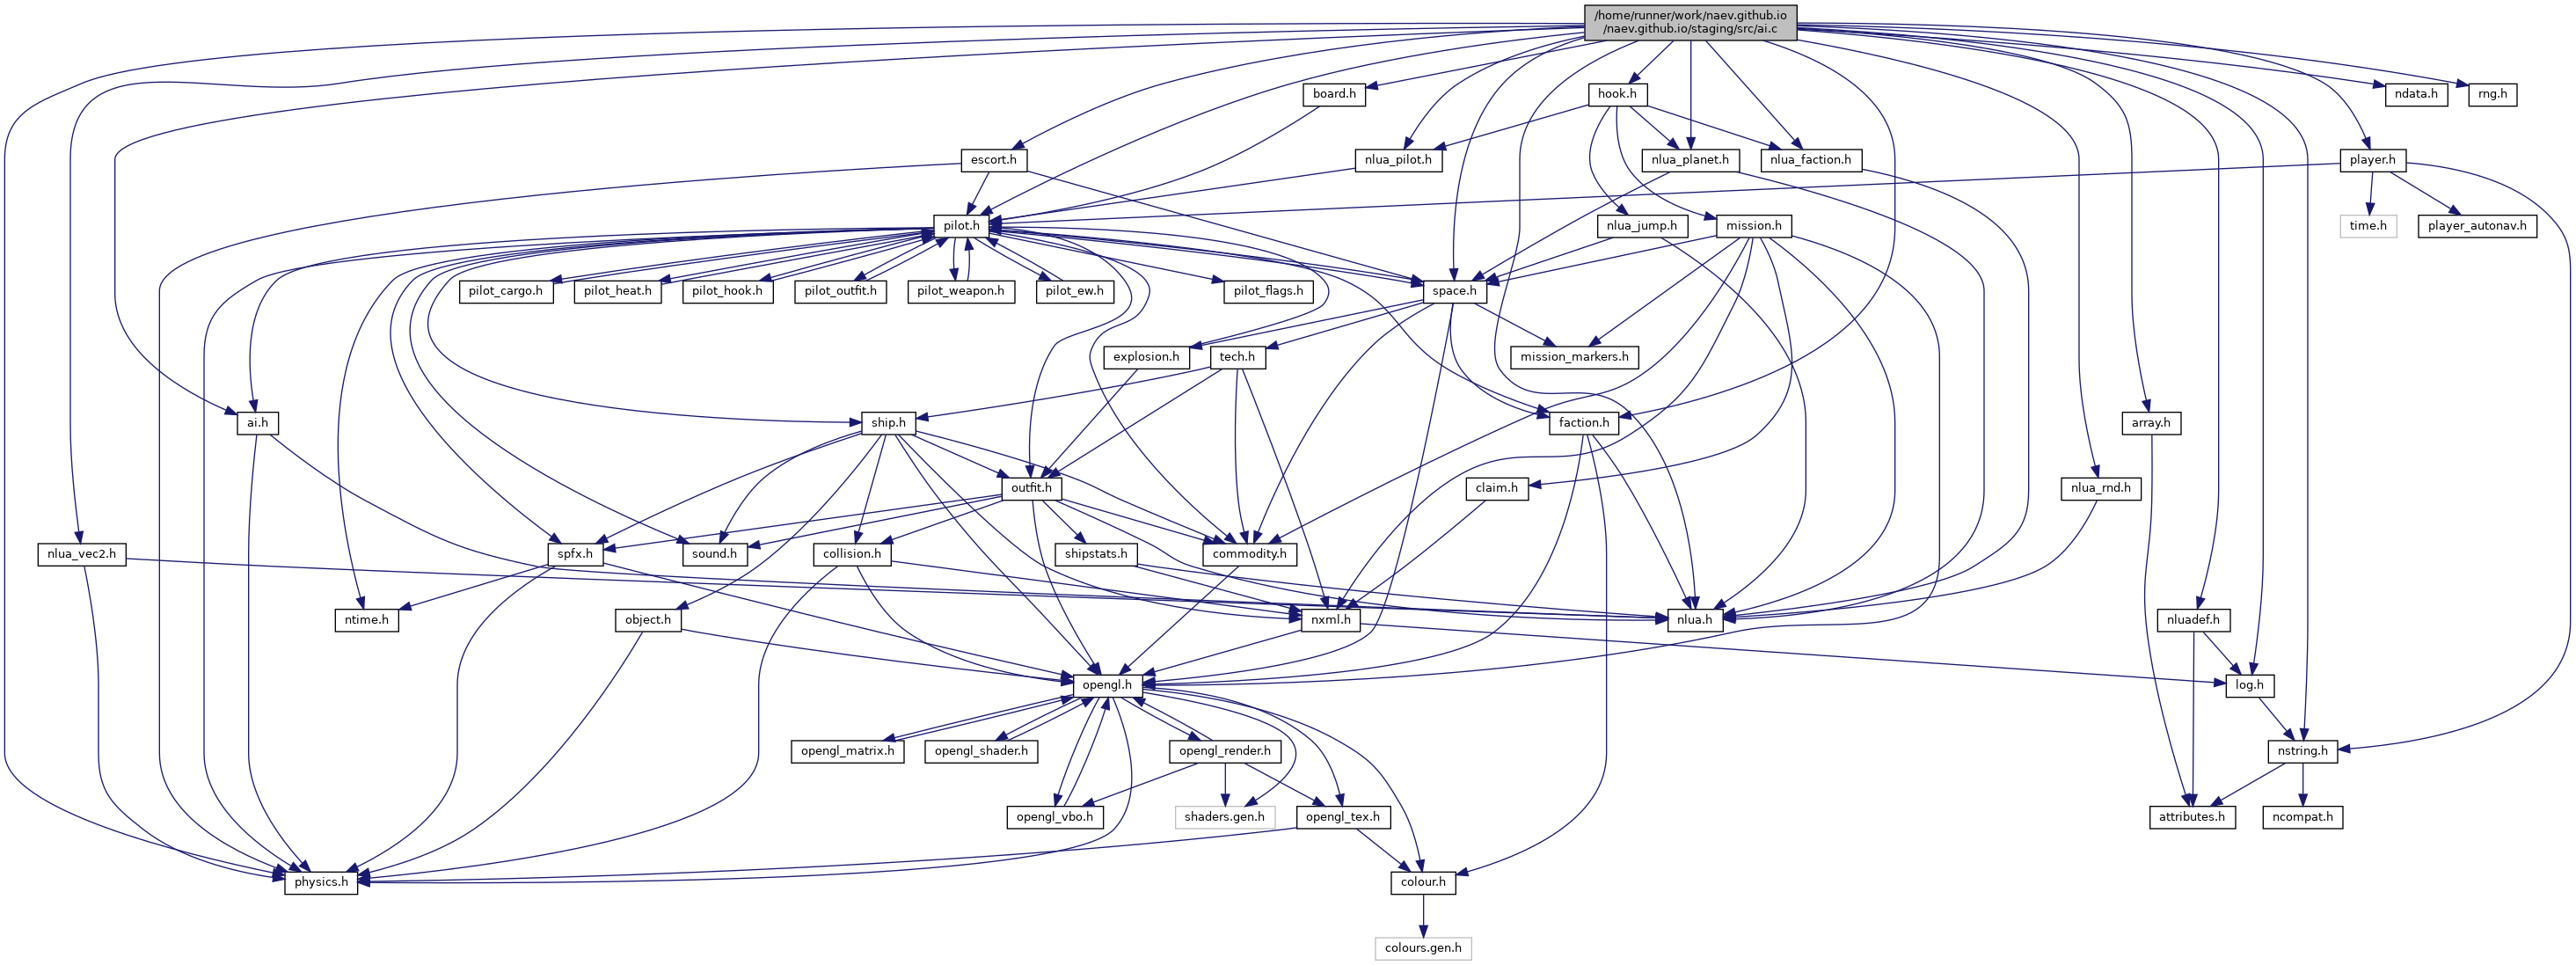 /home/runner/work/naev.github.io
/naev.github.io/staging/src/ai.c
board.h
hook.h
ndata.h
rng.h
escort.h
nlua_pilot.h
nlua_planet.h
nlua_faction.h
player.h
pilot.h
nlua_jump.h
mission.h
time.h
player_autonav.h
pilot_cargo.h
pilot_heat.h
pilot_hook.h
pilot_outfit.h
pilot_weapon.h
pilot_ew.h
pilot_flags.h
space.h
explosion.h
tech.h
mission_markers.h
ai.h
ship.h
faction.h
array.h
outfit.h
claim.h
nlua_rnd.h
nlua_vec2.h
spfx.h
sound.h
collision.h
shipstats.h
commodity.h
ntime.h
object.h
nxml.h
nlua.h
nluadef.h
opengl.h
log.h
opengl_matrix.h
opengl_shader.h
opengl_render.h
nstring.h
opengl_vbo.h
shaders.gen.h
opengl_tex.h
attributes.h
ncompat.h
physics.h
colour.h
colours.gen.h